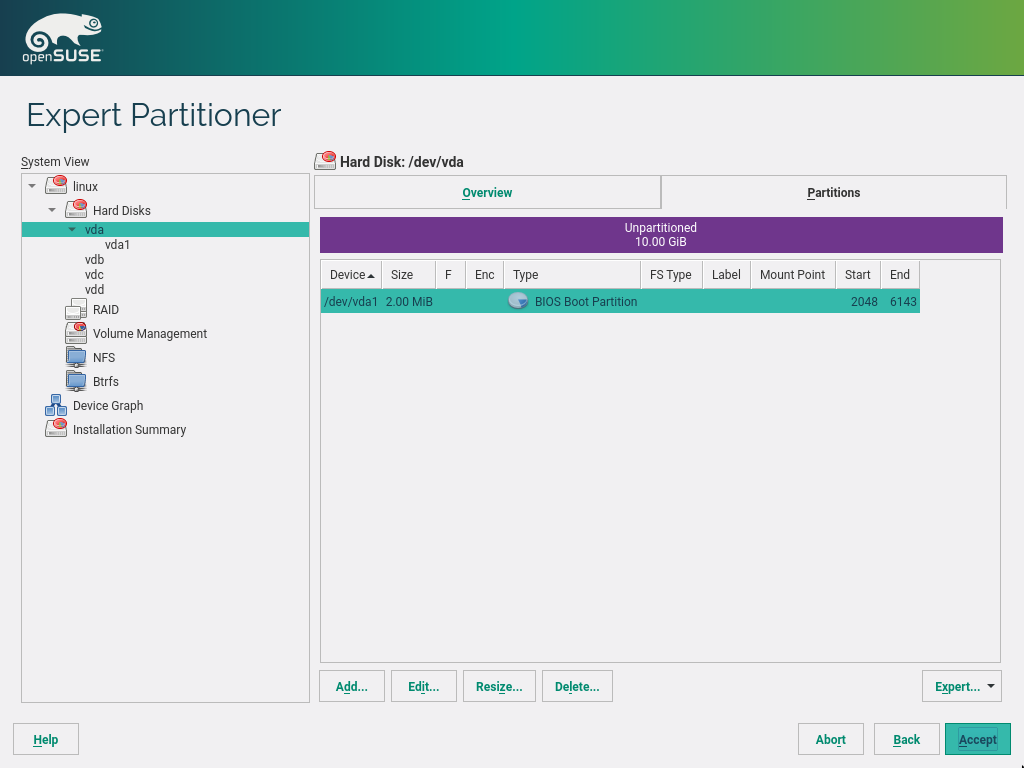 openSUSE
Expert Partitioner
System View
linux
Hard Disks
vda
vda1
vdb
vdc
vdd
RAID
Volume Management
NFS
Btrfs
Device Graph
Installation Summary
Hard Disk: /dev/vda
Overview Partitions
Unpartitioned
10.00 GiB
Device Size F Enc Type FS Type Label Mount Point Start End
/dev/vda1 2.00 MiB BIOS Boot Partition 2048 6143
Add... Edit... Resize... Delete... Expert...
Help Abort Back Accept